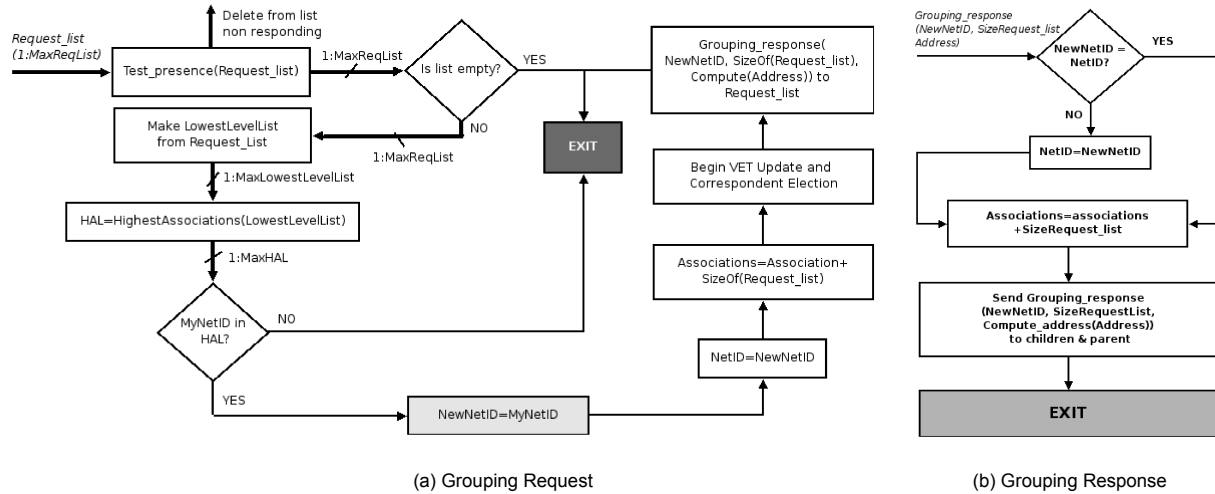 Delete from list
non responding
Request_list
(1:MaxReqList)
Test_presence(Request_list)
1:MaxReqList
Is list empty?
YES
NO
1:MaxReqList
Make LowestLevelList
from Request_List
1:MaxLowestLevelList
HAL=HighestAssociations(LowestLevelList)
1:MaxHAL
MyNetID in
HAL?
NO
YES
EXIT
NewNetID=MyNetID
NetID=NewNetID
Associations=Association+
SizeOf(Request_list)
Begin VET Update and
Correspondent Election
Grouping_response(
NewNetID, SizeOf(Request_list),
Compute(Address)) to
Request_list
(a) Grouping Request
Grouping_response
(NewNetID, SizeRequest_list
Address)
NewNetID =
NetID?
YES
NO
NetID=NewNetID
Associations=associations
+SizeRequest_list
Send Grouping_response
(NewNetID, SizeRequestList,
Compute_address(Address))
to children & parent
EXIT
(b) Grouping Response